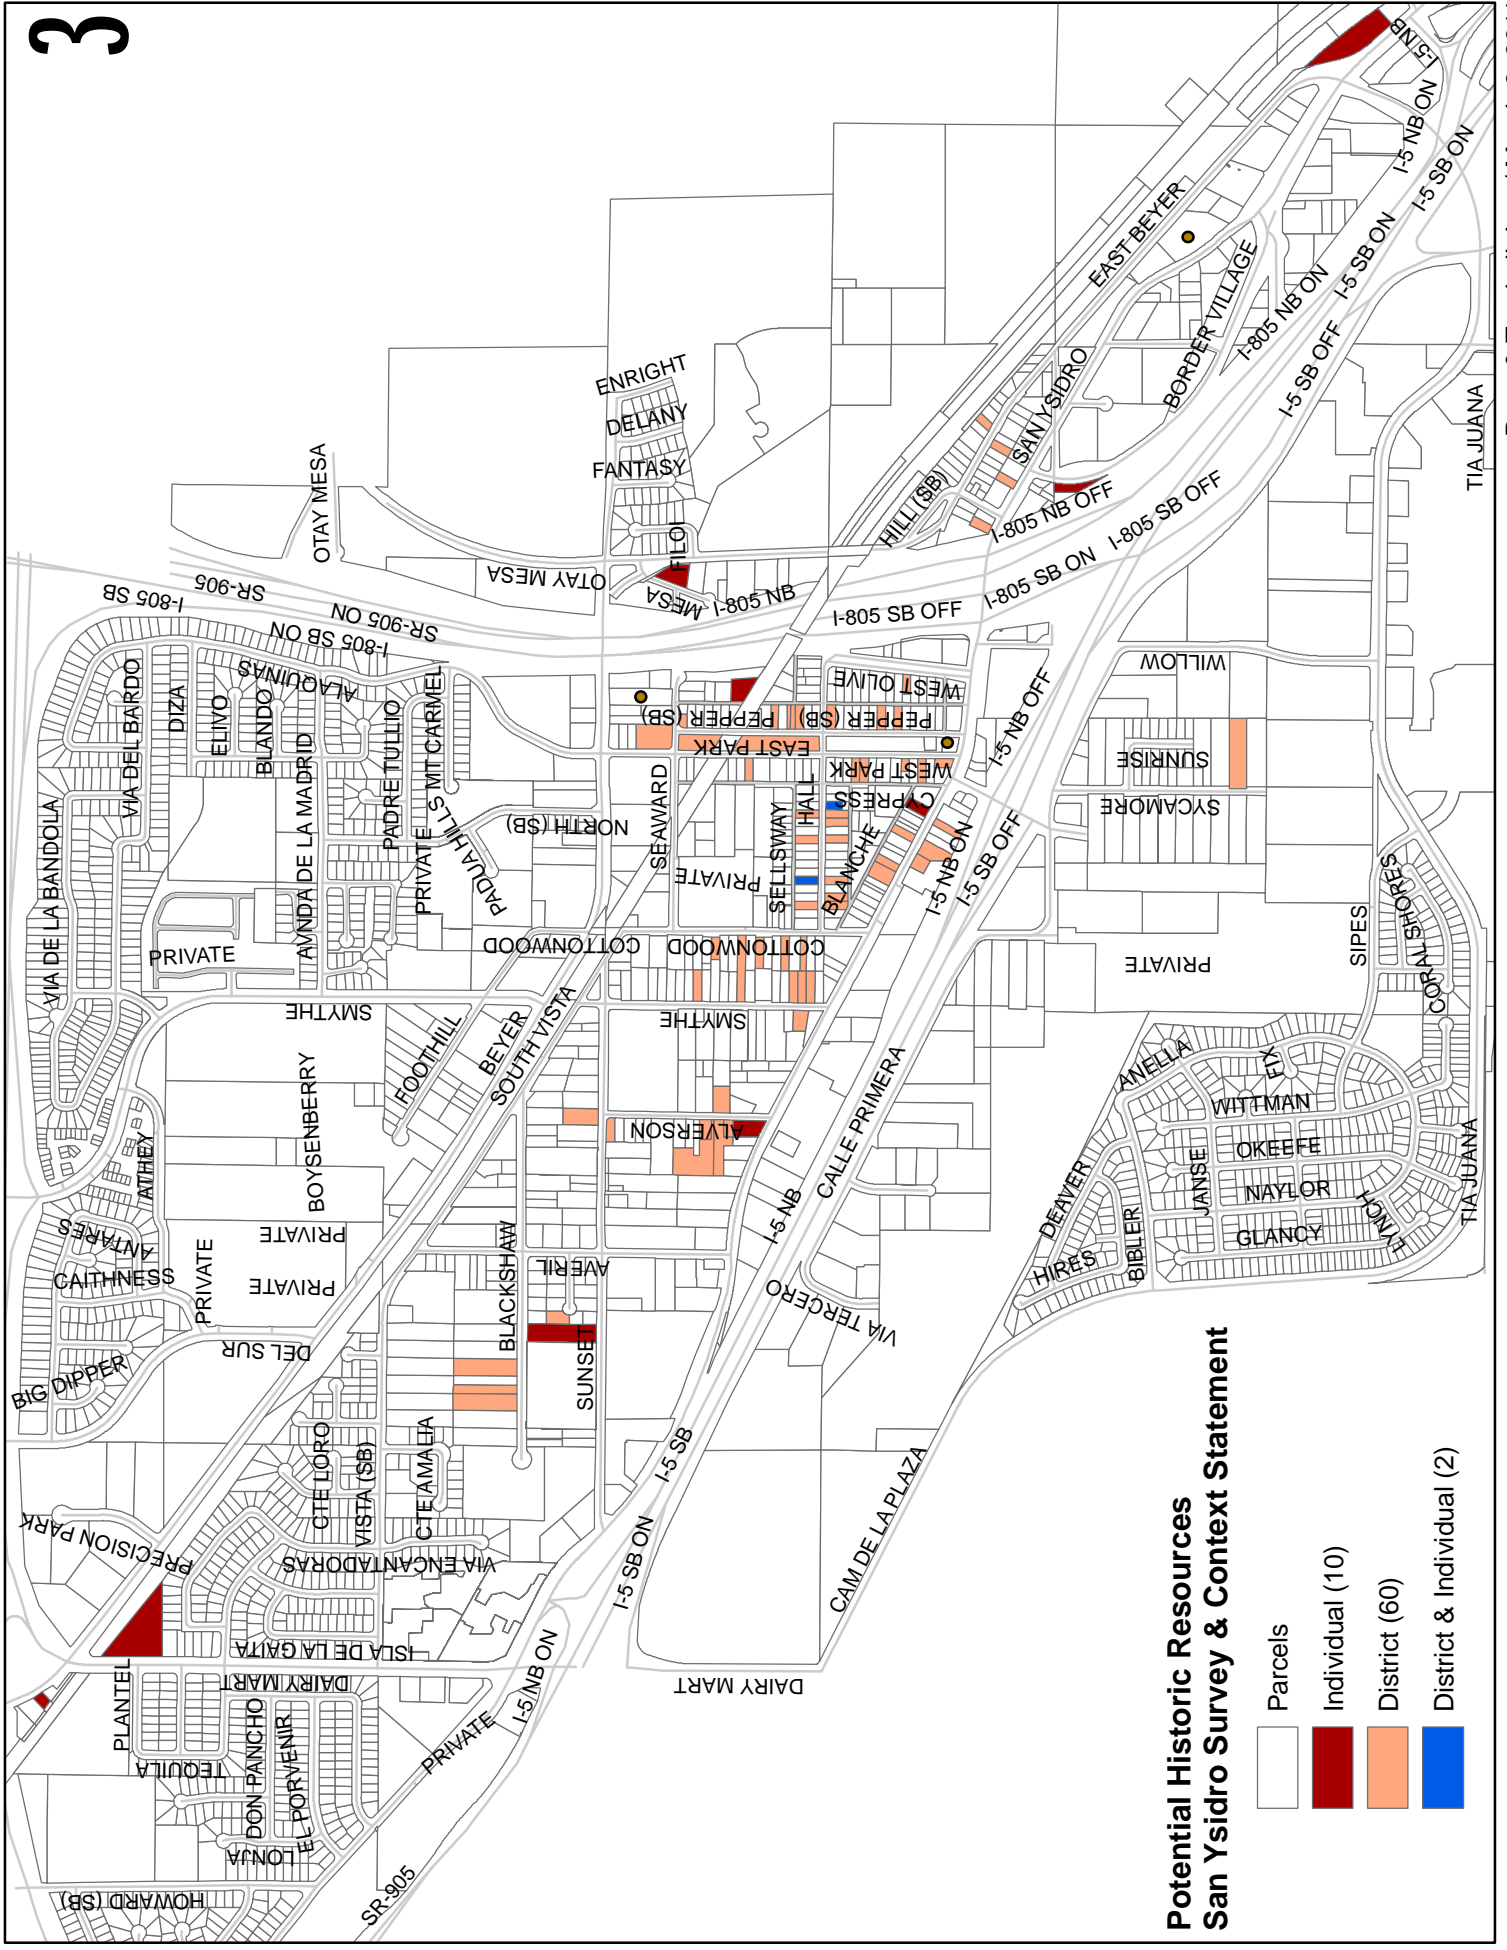 3
Potential Historic Resources
San Ysidro Survey & Context Statement
Parcels
Individual (10)
District (60)
District & Individual (2)
HOWARD (SB)
LONJA
TEQUILA
PLANTEL
DON PANCHO
EL PORVENIR
DAIRY MART
ISLA DE LA GAITA
SR-905
PRIVATE
I-5 NB ON
PRECISION PARK
VIA ENCANTADORAS
CTE LORO
VISTA (SB)
CTE AMALIA
BIG DIPPER
DEL SUR
CAITHNESS
ANTARES
ATHEY
PRIVATE
PRIVATE
PRIVATE
BOYSENBERRY
SMYTHE
FOOTHILL
BEYER
SOUTH VISTA
BLACKSHAW
SUNSET
AVERIL
ALVERSON
SMYTHE
I-5 SB ON
I-5 SB
DAIRY MART
CAM DE LA PLAZA
VIA TERCERO
I-5 NB
CALLE PRIMERA
VIA DE LA BANDOLA
VIA DEL BARDO
DIZA
ELIVO
BLANDO
ALAQUINAS
AVNDA DE LA MADRID
PADRE TULLIO
MT CARMEL
PRIVATE
PADUA HILLS
PRIVATE
NORTH (SB)
COTTONWOOD
COTTONWOOD
SEAWARD
PRIVATE
SELLSWAY
HALL
BLANCHE
CYPRESS
WEST PARK
EAST PARK
PEPPER (SB)
PEPPER (SB)
PEPPER
WEST OLIVE
I-5 NB ON
I-5 SB OFF
I-5 NB OFF
I-805 SB
SR-905
SR-905 ON
I-805 SB ON
OTAY MESA
OTAY MESA
MESA
FILOI
FANTASY
DELANY
ENRIGHT
I-805 NB
I-805 SB OFF
I-805 SB ON
I-805 SB OFF
I-805 NB OFF
HILL (SB)
SAN YSIDRO
EAST BEYER
BORDER VILLAGE
I-805 NB ON
I-5 SB OFF
I-5 SB ON
I-5 SB ON
I-5 NB ON
I-5 NB
WILLOW
SUNRISE
SYCAMORE
PRIVATE
SIPES
CORAL SHORES
TIA JUANA
TIA JUANA
ANELLA
FIX
WITTMAN
OKEEFE
JANSE
NAYLOR
GLANCY
LYNCH
DEAVER
BIBLER
HIRES